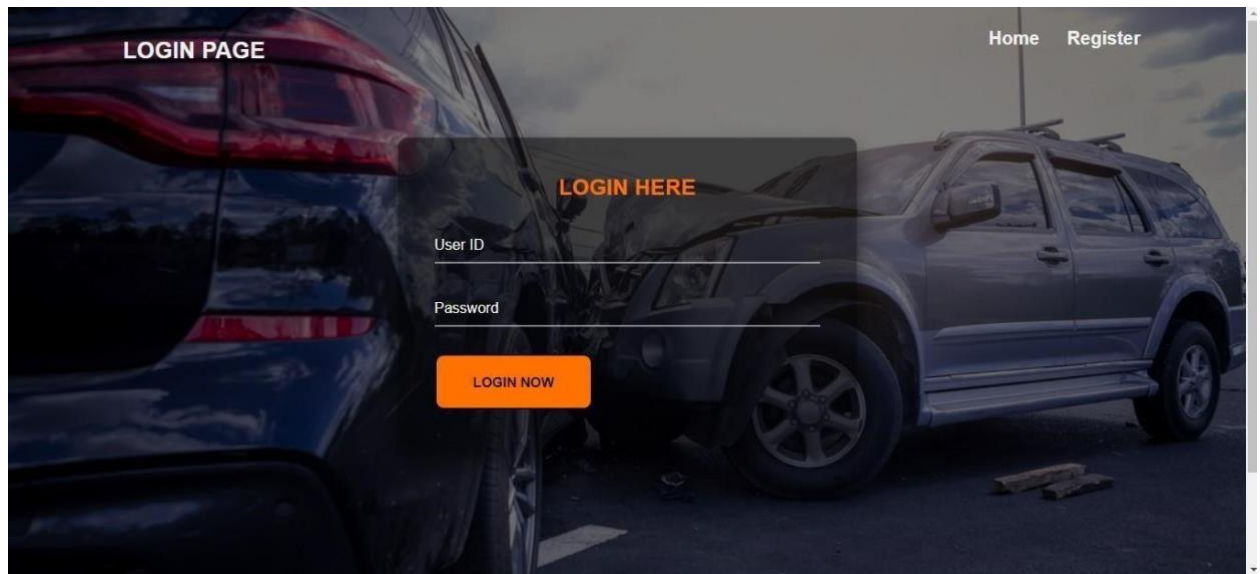 LOGIN PAGE
Home Register
LOGIN HERE
User ID
Password
LOGIN NOW